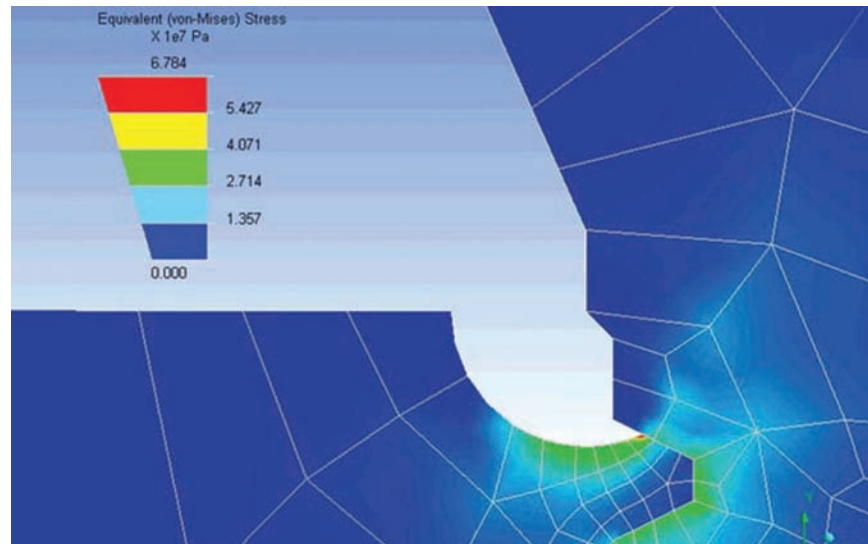 Equivalent (von-Mises) Stress
X 1e7 Pa
6.784
5.427
4.071
2.714
1.357
0.000
Y